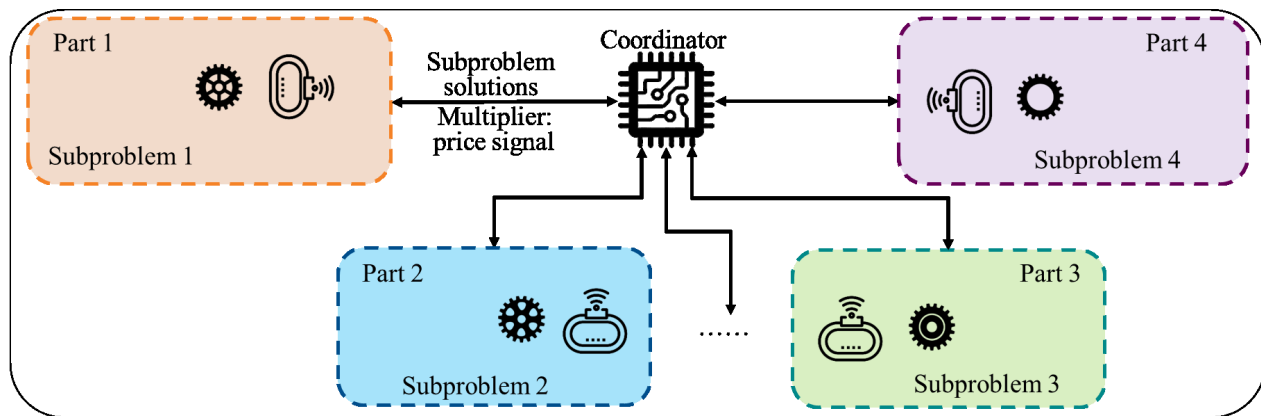 Part 1
Subproblem 1
Subproblem
solutions
Multiplier:
price signal
Coordinator
Part 4
Subproblem 4
Part 2
Subproblem 2
......
Part 3
Subproblem 3